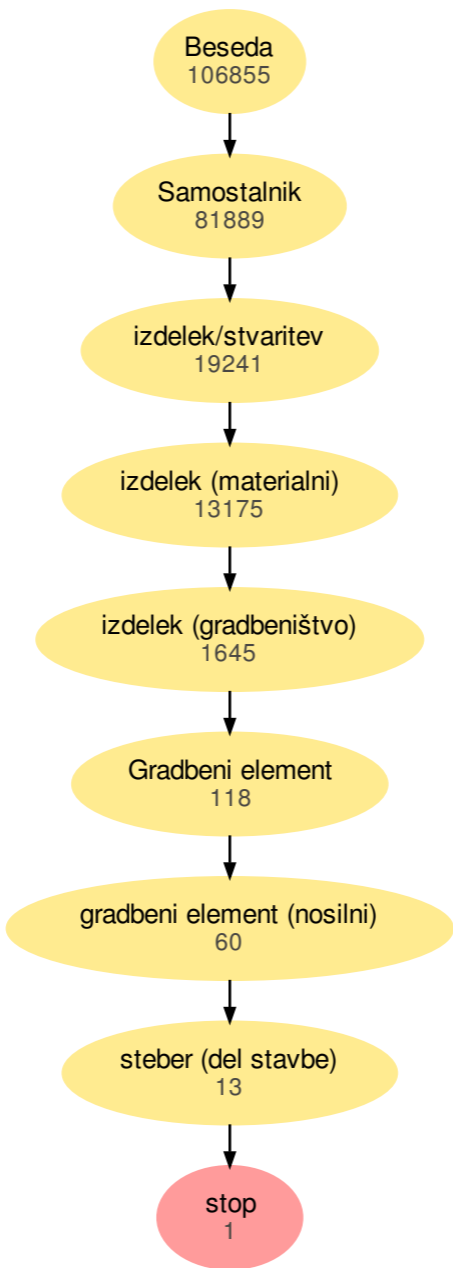 Beseda
106855
Samostalnik
81889
izdelek/stvaritev
19241
izdelek (materialni)
13175
izdelek (gradbeništvo)
1645
Gradbeni element
118
gradbeni element (nosilni)
60
steber (del stavbe)
13
stop
1